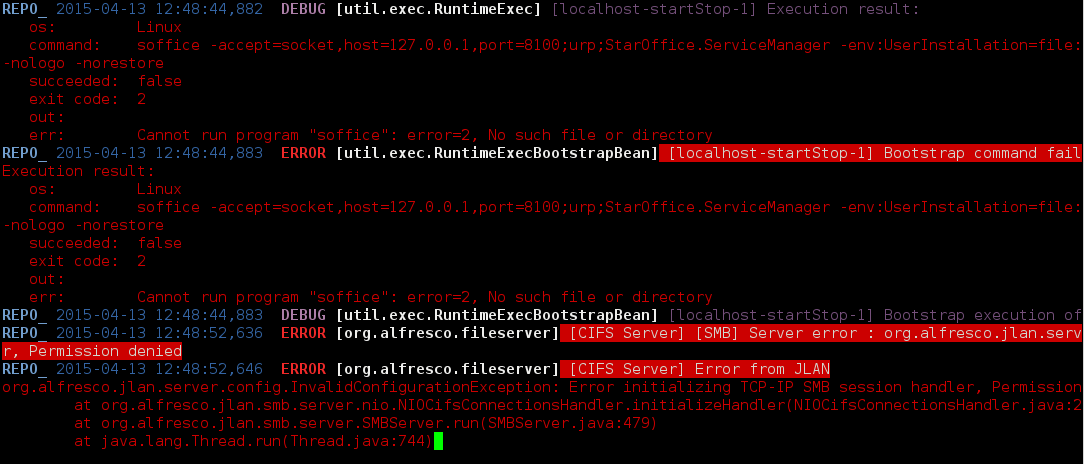 REPO_ 2015-04-13 12:48:44,882  DEBUG [util.exec.RuntimeExec] [localhost-startStop-1] Execution result:
   os:         Linux
   command:    soffice -accept=socket,host=127.0.0.1,port=8100;urp;StarOffice.ServiceManager -env:UserInstallation=file:
-nologo -norestore
   succeeded:  false
   exit code:  2
   out:
   err:        Cannot run program "soffice": error=2, No such file or directory
REPO_ 2015-04-13 12:48:44,883  ERROR [util.exec.RuntimeExecBootstrapBean] [localhost-startStop-1] Bootstrap command fail
Execution result:
   os:         Linux
   command:    soffice -accept=socket,host=127.0.0.1,port=8100;urp;StarOffice.ServiceManager -env:UserInstallation=file:
-nologo -norestore
   succeeded:  false
   exit code:  2
   out:
   err:        Cannot run program "soffice": error=2, No such file or directory
REPO_ 2015-04-13 12:48:44,883  DEBUG [util.exec.RuntimeExecBootstrapBean] [localhost-startStop-1] Bootstrap execution of
REPO_ 2015-04-13 12:48:52,636  ERROR [org.alfresco.fileserver] [CIFS Server] [SMB] Server error : org.alfresco.jlan.serv
r, Permission denied
REPO_ 2015-04-13 12:48:52,646  ERROR [org.alfresco.fileserver] [CIFS Server] Error from JLAN
org.alfresco.jlan.server.config.InvalidConfigurationException: Error initializing TCP-IP SMB session handler, Permission
        at org.alfresco.jlan.smb.server.nio.NIOCifsConnectionsHandler.initializeHandler(NIOCifsConnectionsHandler.java:2
        at org.alfresco.jlan.smb.server.SMBServer.run(SMBServer.java:479)
        at java.lang.Thread.run(Thread.java:744)